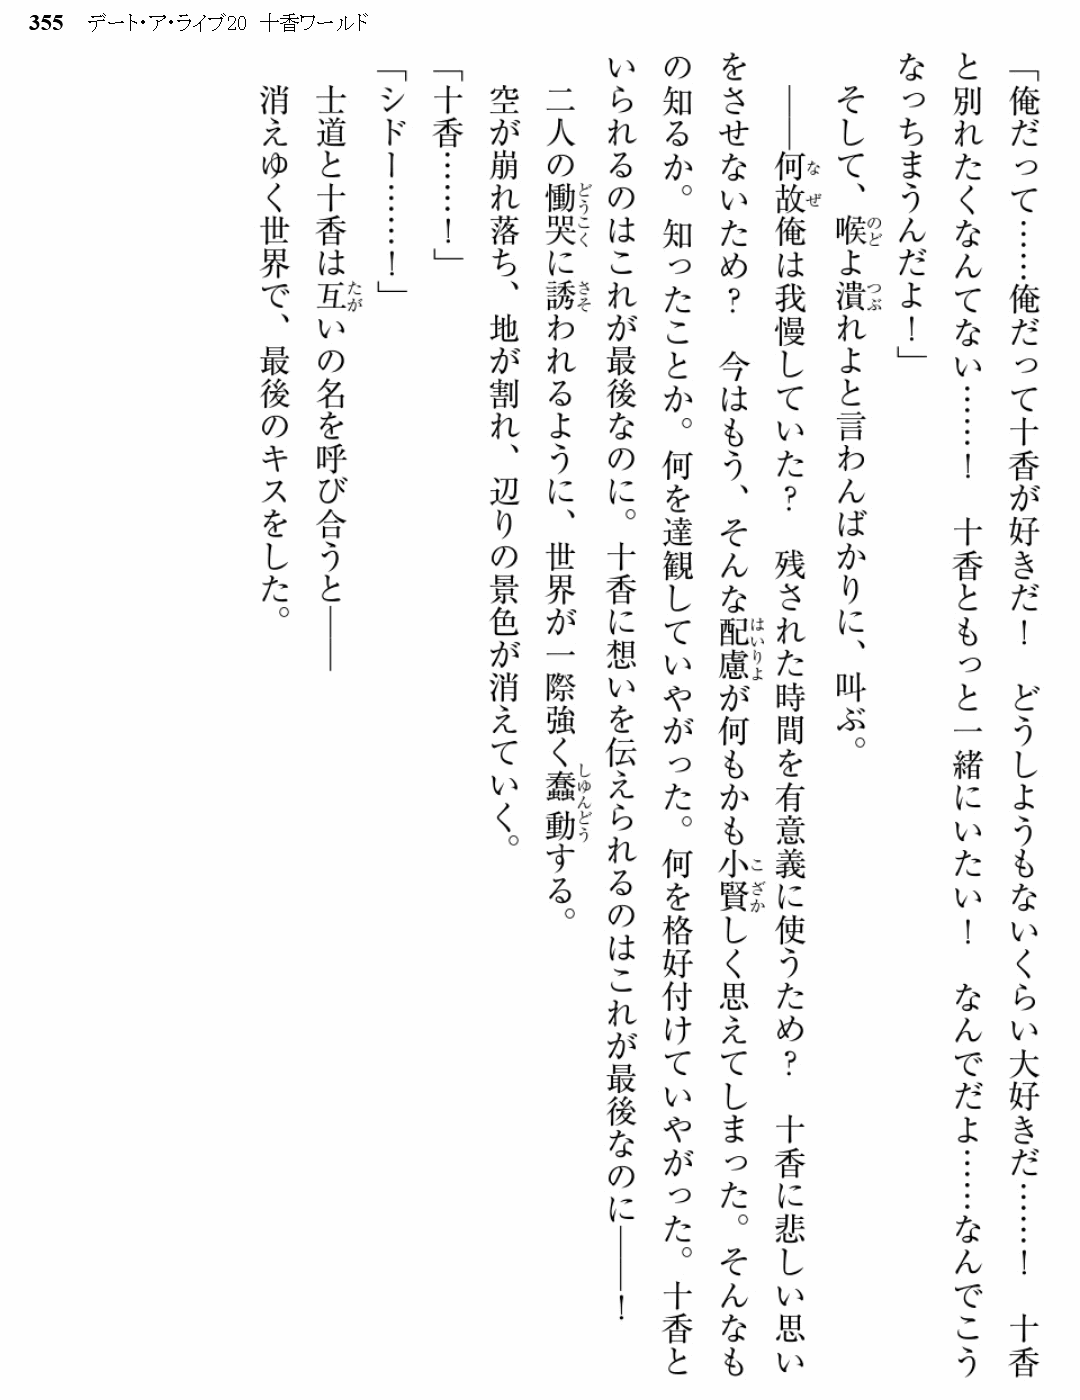 355 デート・ア・ライブ20 十香ワールド
「俺だって……俺だって十香が好きだ！　どうしようもないくらい大好きだ……！　十香
と別れたくなんてない……！　十香ともっと一緒にいたい！　なんでだよ……なんでこう
なっちまうんだよ！」
　そして、喉よ潰れよと言わんばかりに、叫ぶ。
　――何故俺は我慢していた？　残された時間を有意義に使うため？　十香に悲しい思い
をさせないため？　今はもう、そんな配慮が何もかも小賢しく思えてしまった。そんなも
の知るか。知ったことか。何を達観していやがった。何を格好付けていやがった。十香と
いられるのはこれが最後なのに。十香に想いを伝えられるのはこれが最後なのに――！
　二人の慟哭に誘われるように、世界が一際強く蠢動する。
　空が崩れ落ち、地が割れ、辺りの景色が消えていく。
「十香……！」
「シドー……！」
　士道と十香は互いの名を呼び合うと――
　消えゆく世界で、最後のキスをした。